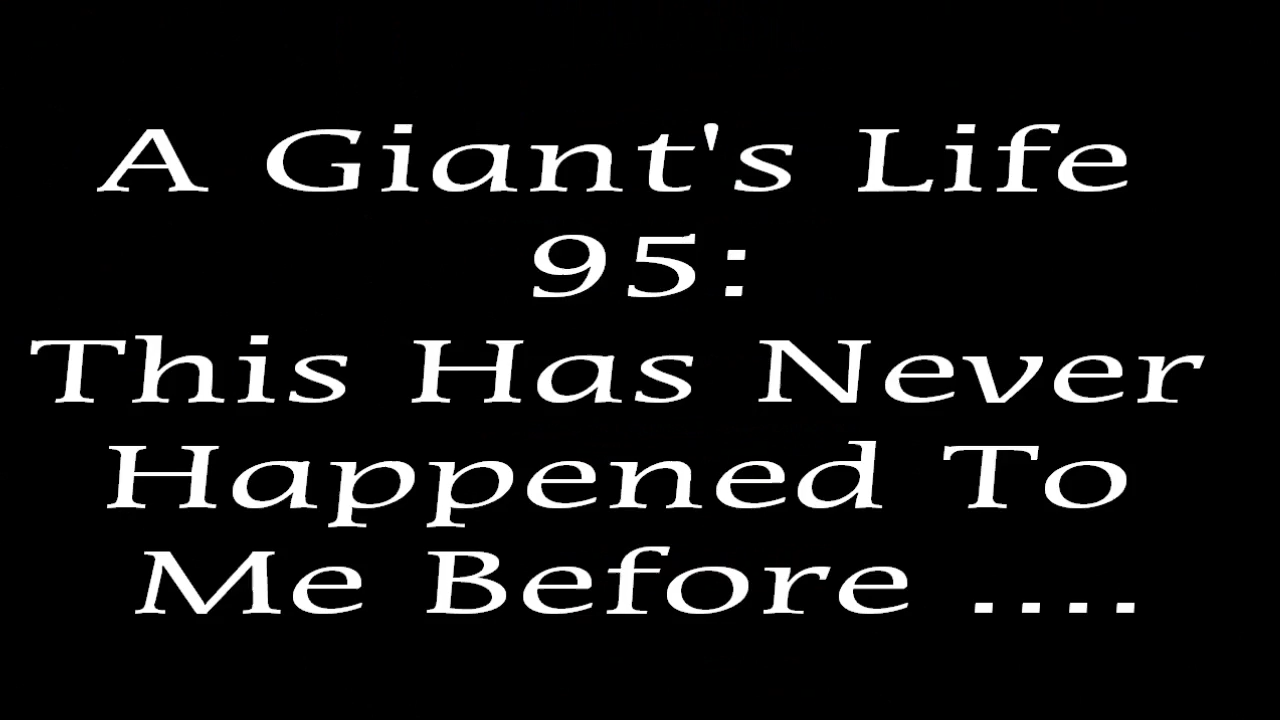 A Giant's Life
95:
This Has Never
Happened To
Me Before ....